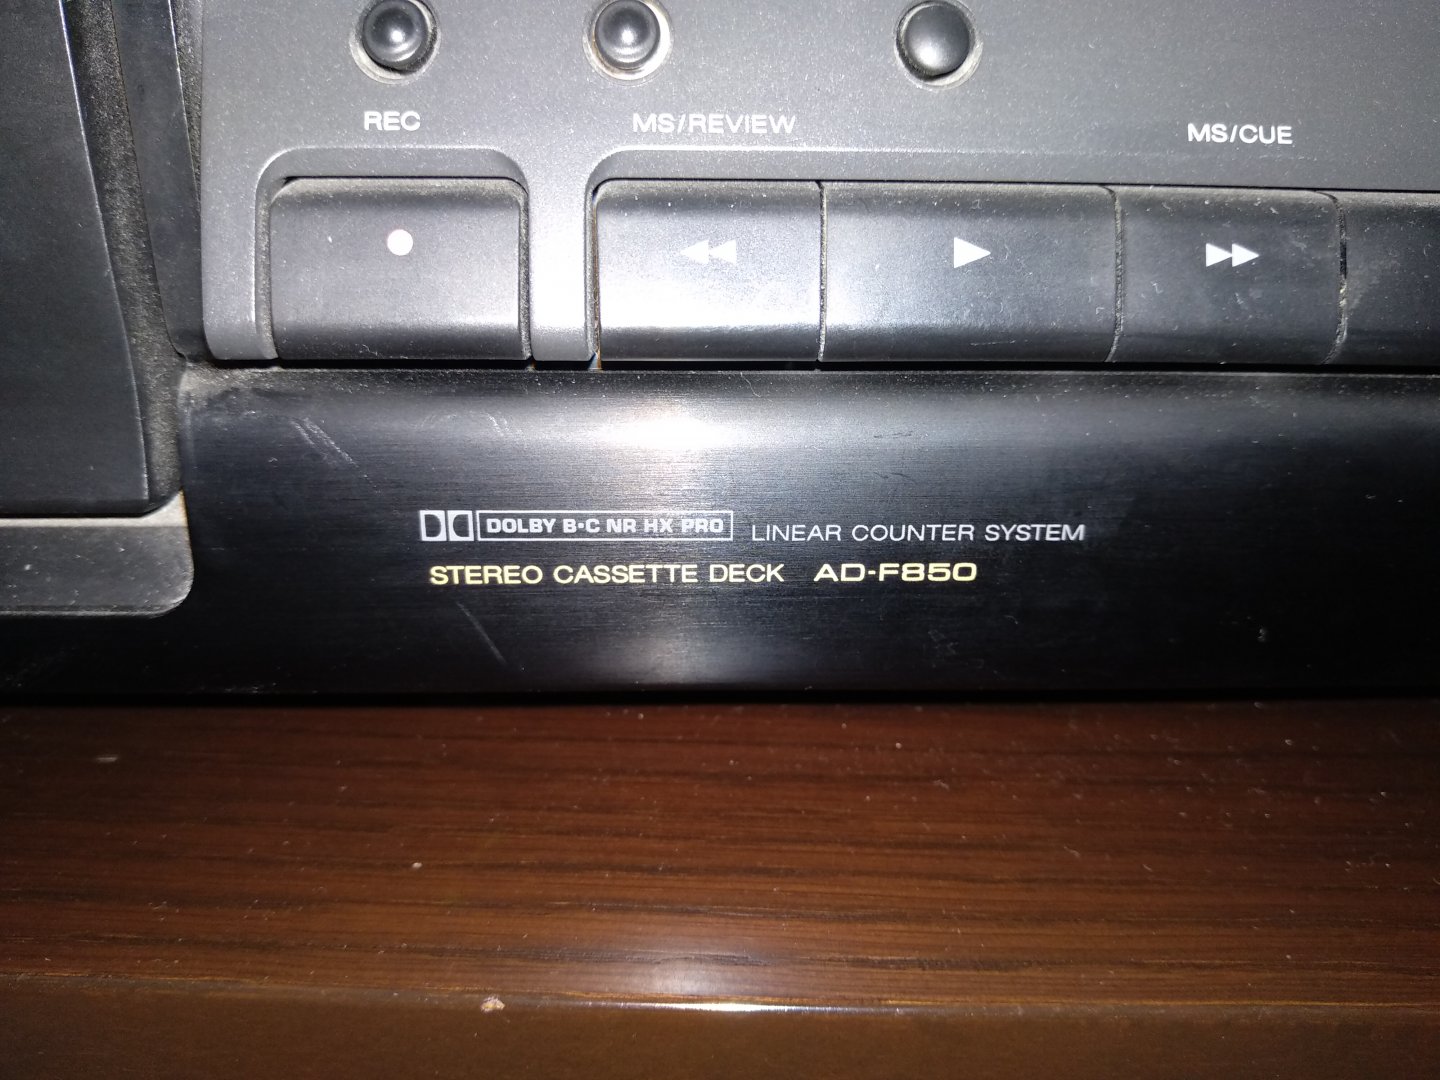 REC
MS/REVIEW
MS/CUE
DOLBY B·C NR HX PRO LINEAR COUNTER SYSTEM
STEREO CASSETTE DECK AD-F850